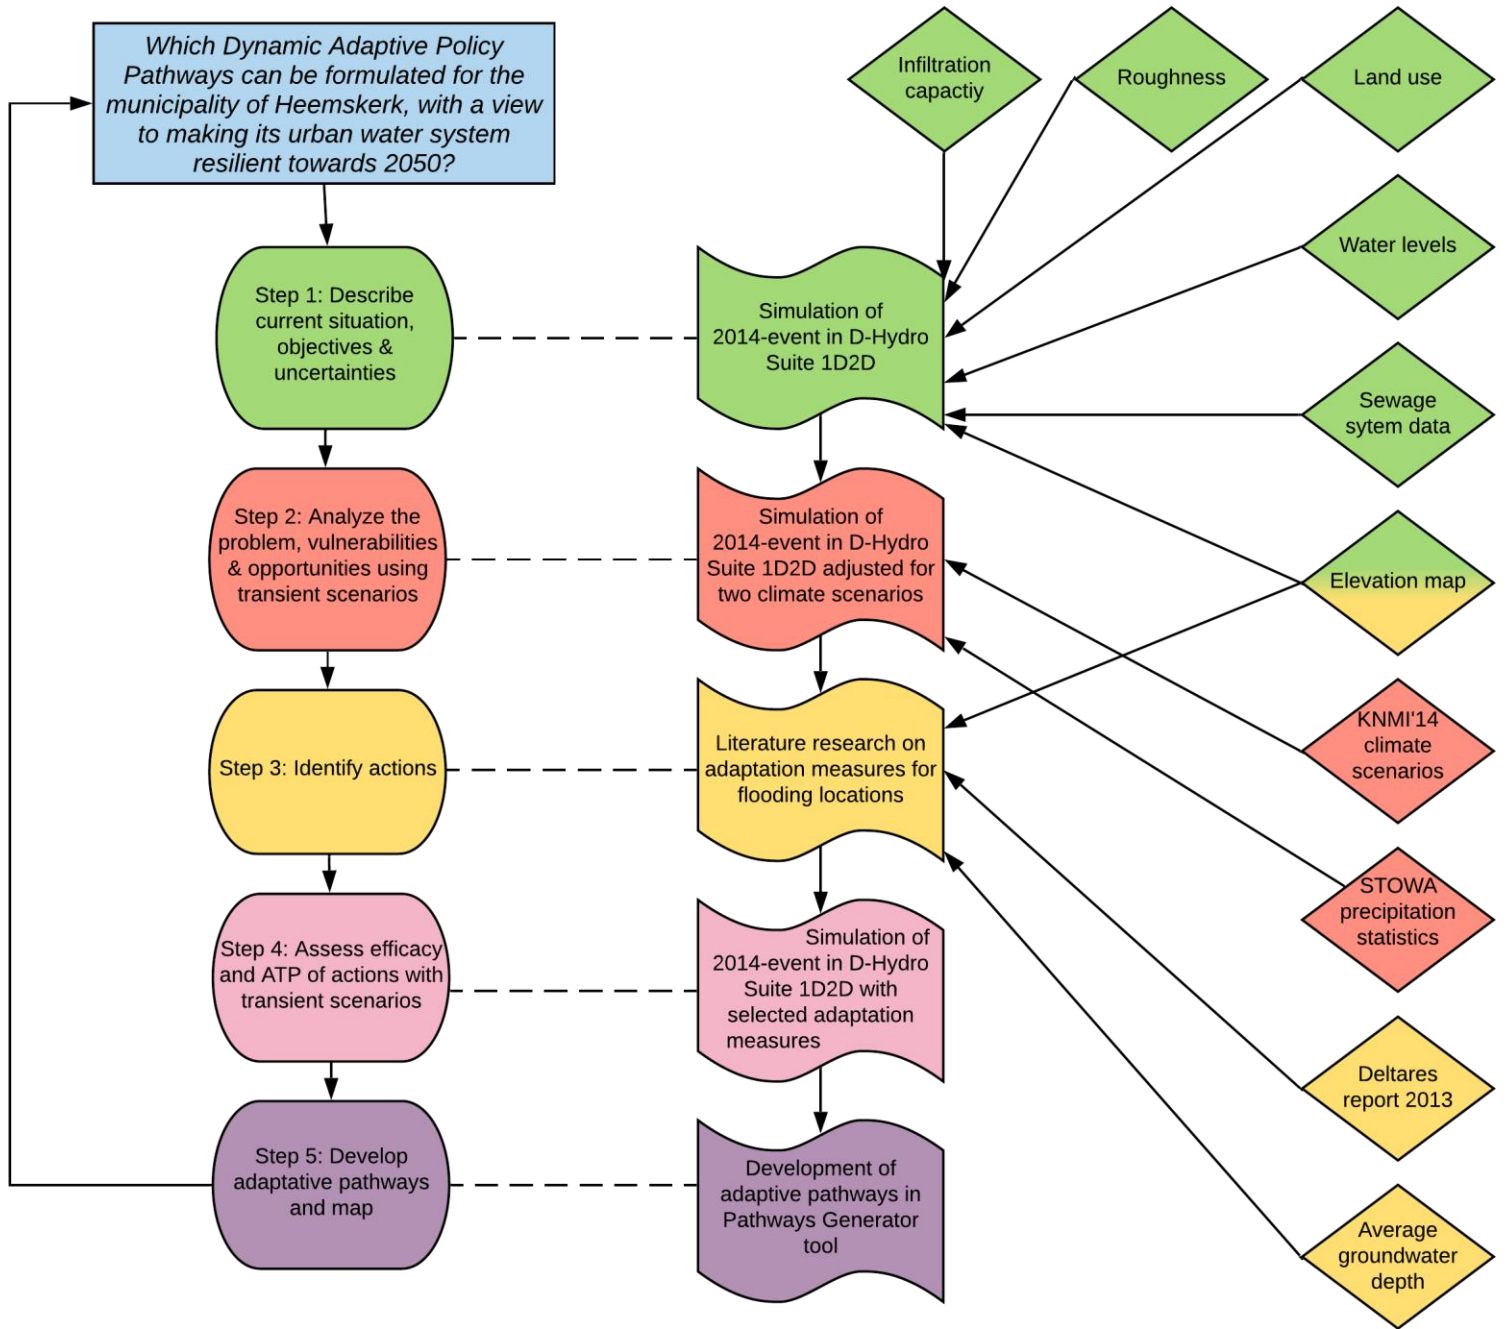 Which Dynamic Adaptive Policy
Pathways can be formulated for the
municipality of Heemskerk, with a view
to making its urban water system
resilient towards 2050?
Step 1: Describe
current situation,
objectives &
uncertainties
Step 2: Analyze the
problem, vulnerabilities
& opportunities using
transient scenarios
Step 3: Identify actions
Step 4: Assess efficacy
and ATP of actions with
transient scenarios
Step 5: Develop
adaptative pathways
and map
Simulation of
2014-event in D-Hydro
Suite 1D2D
Simulation of
2014-event in D-Hydro
Suite 1D2D adjusted for
two climate scenarios
Literature research on
adaptation measures for
flooding locations
Simulation of
2014-event in D-Hydro
Suite 1D2D with
selected adaptation
measures
Development of
adaptive pathways in
Pathways Generator
tool
Infiltration
capactiy
Roughness
Land use
Water levels
Sewage
sytem data
Elevation map
KNMI'14
climate
scenarios
STOWA
precipitation
statistics
Deltares
report 2013
Average
groundwater
depth